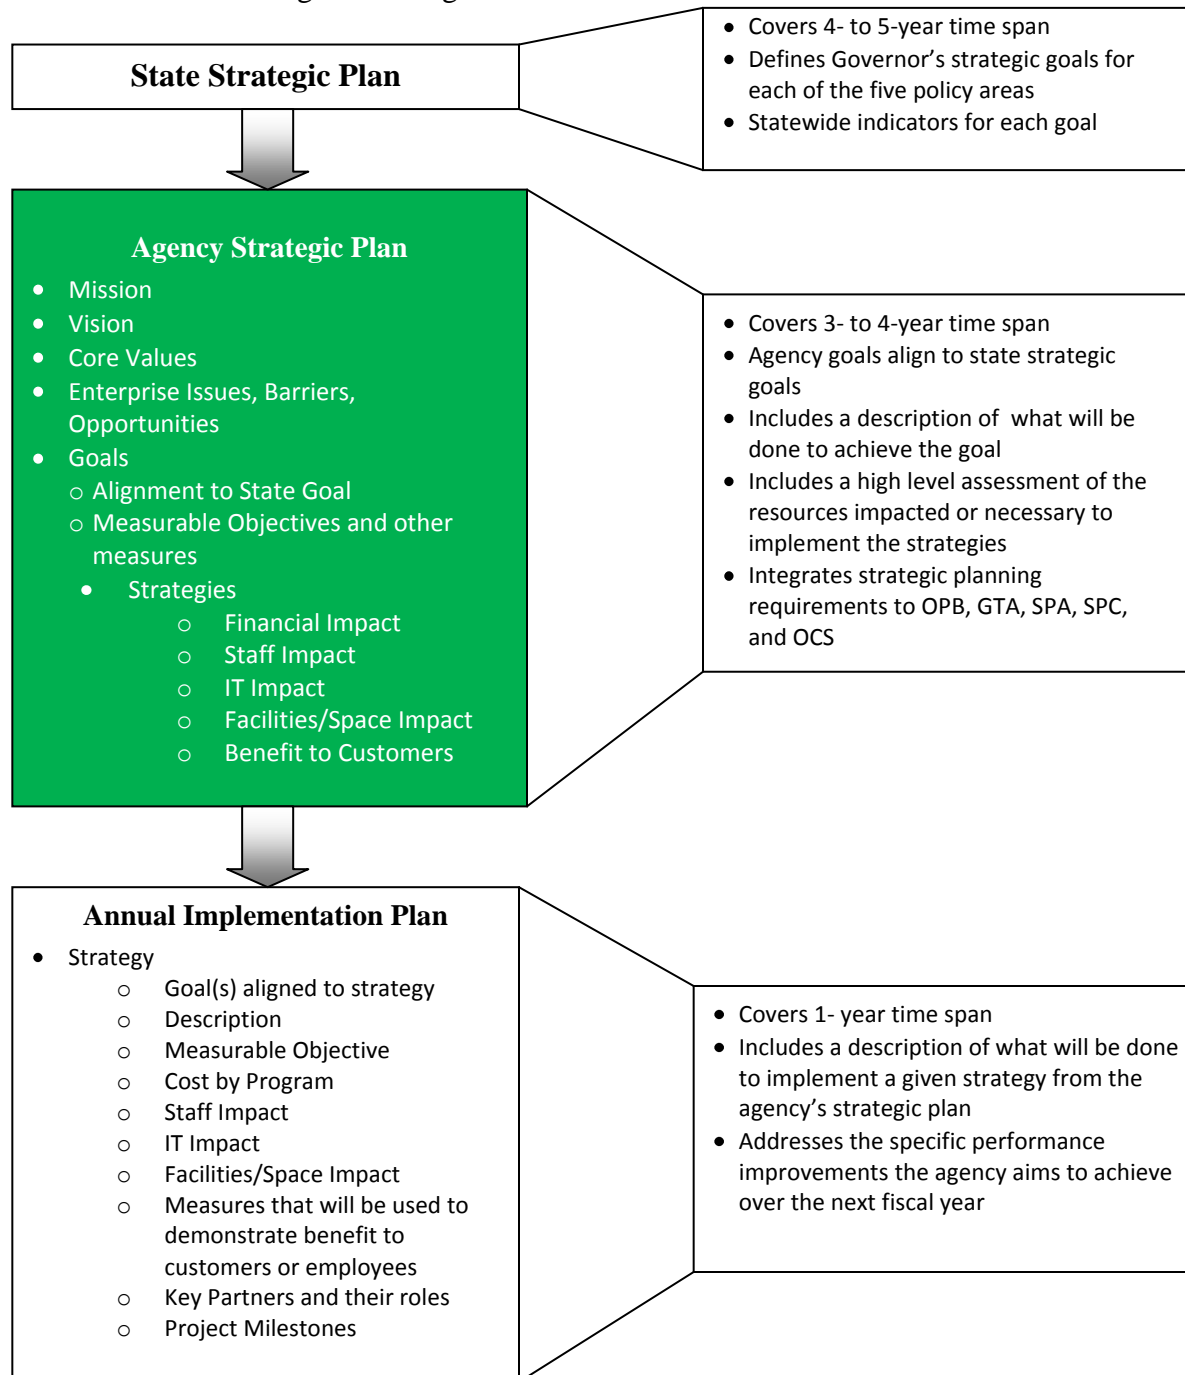 State Strategic Plan
• Covers 4- to 5-year time span
• Defines Governor’s strategic goals for
each of the five policy areas
• Statewide indicators for each goal
Agency Strategic Plan
• Mission
• Vision
• Core Values
• Enterprise Issues, Barriers,
Opportunities
• Goals
o Alignment to State Goal
o Measurable Objectives and other
measures
• Strategies
o Financial Impact
o Staff Impact
o IT Impact
o Facilities/Space Impact
o Benefit to Customers
• Covers 3- to 4-year time span
• Agency goals align to state strategic
goals
• Includes a description of what will be
done to achieve the goal
• Includes a high level assessment of the
resources impacted or necessary to
implement the strategies
• Integrates strategic planning
requirements to OPB, GTA, SPA, SPC,
and OCS
Annual Implementation Plan
• Strategy
o Goal(s) aligned to strategy
o Description
o Measurable Objective
o Cost by Program
o Staff Impact
o IT Impact
o Facilities/Space Impact
o Measures that will be used to
demonstrate benefit to
customers or employees
o Key Partners and their roles
o Project Milestones
• Covers 1- year time span
• Includes a description of what will be done
to implement a given strategy from the
agency’s strategic plan
• Addresses the specific performance
improvements the agency aims to achieve
over the next fiscal year